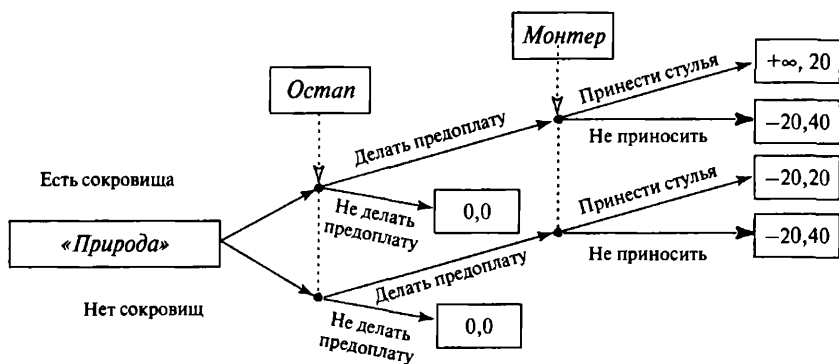 Монтер
Остап
Принести стулья
+∞, 20
Делать предоплату
Не приносить
–20,40
Есть сокровища
Не делать
предоплату
0,0
Принести стулья
–20,20
«Природа»
Делать предоплату
Не приносить
–20,40
Нет сокровищ
Не делать
предоплату
0,0